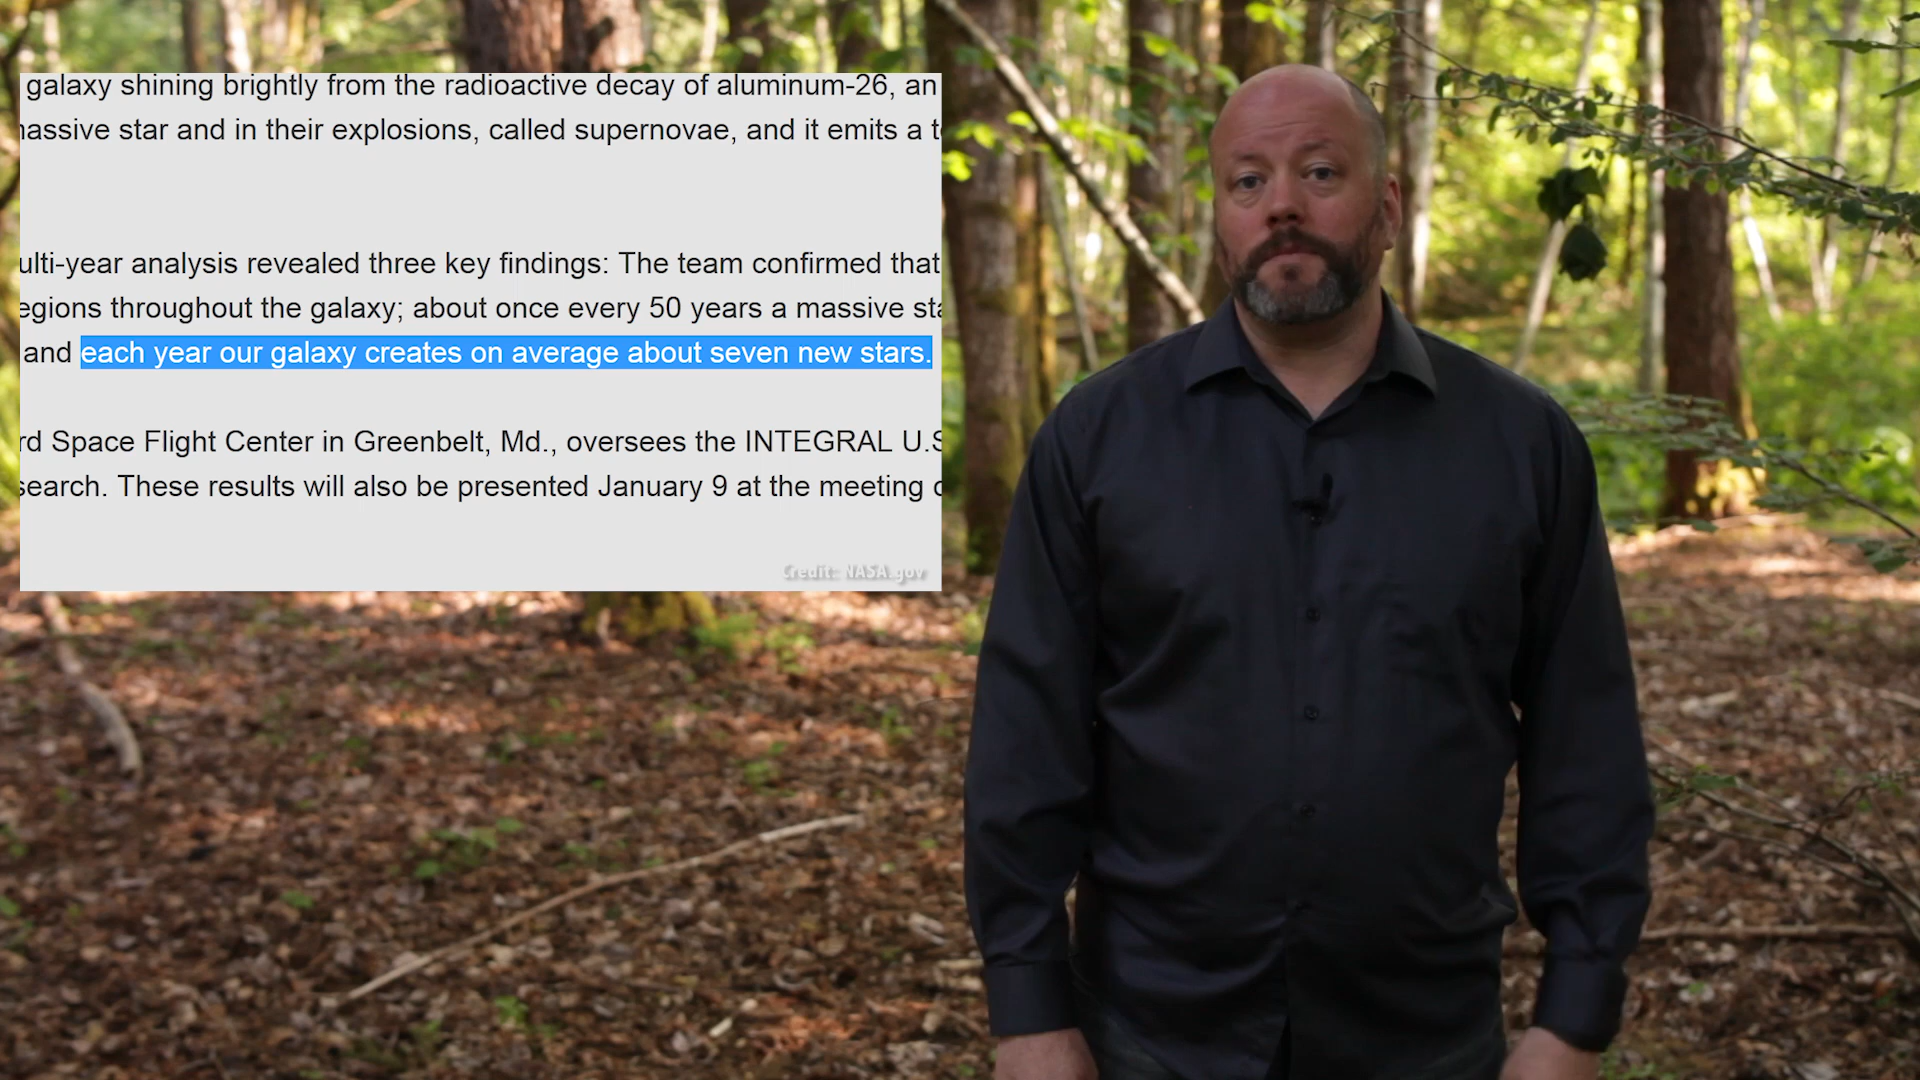 galaxy shining brightly from the radioactive decay of aluminum-26, an
massive star and in their explosions, called supernovae, and it emits a
ulti-year analysis revealed three key findings: The team confirmed that
egions throughout the galaxy; about once every 50 years a massive
and each year our galaxy creates on average about seven new stars.
rd Space Flight Center in Greenbelt, Md., oversees the INTEGRAL U.S
search. These results will also be presented January 9 at the meeting
Credit: NASA.gov